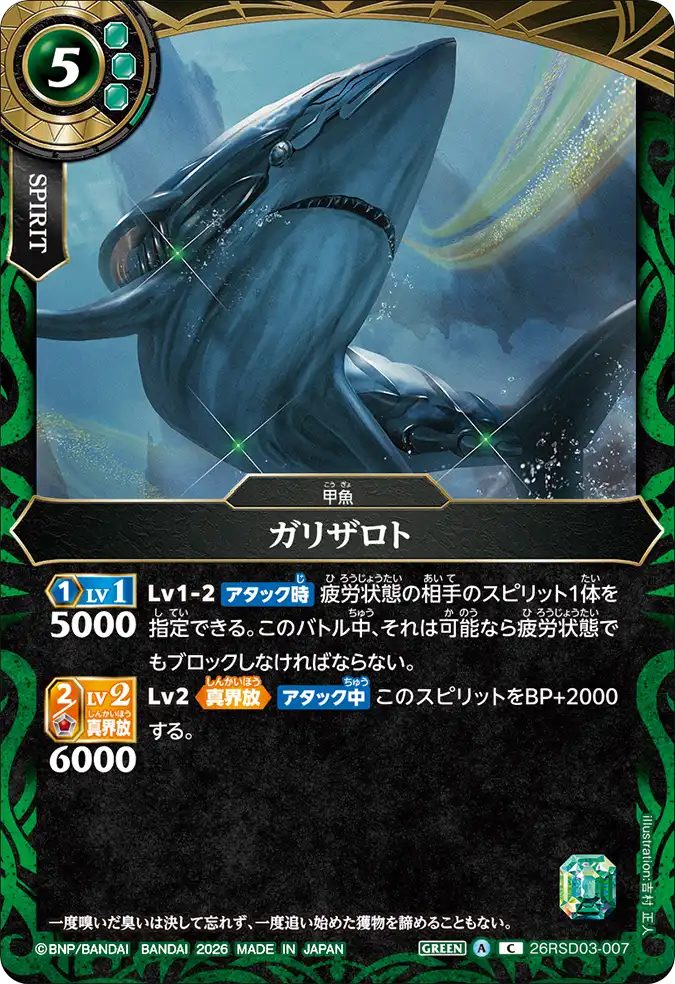 5
SPIRIT
こうぎょ
甲魚
ガリザロト
1 LV1
5000
Lv1-2 アタック時 疲労状態の相手のスピリット1体を
指定できる。このバトル中、それは可能なら疲労状態で
もブロックしなければならない。
2 LV2
しんかいほう
真界放
6000
Lv2 真界放 アタック中 このスピリットをBP+2000
する。
illustration:吉村 正人
一度嗅いだ臭いは決して忘れず、一度追い始めた獲物を諦めることもない。
©BNP/BANDAI BANDAI 2026 MADE IN JAPAN GREEN A C 26RSD03-007